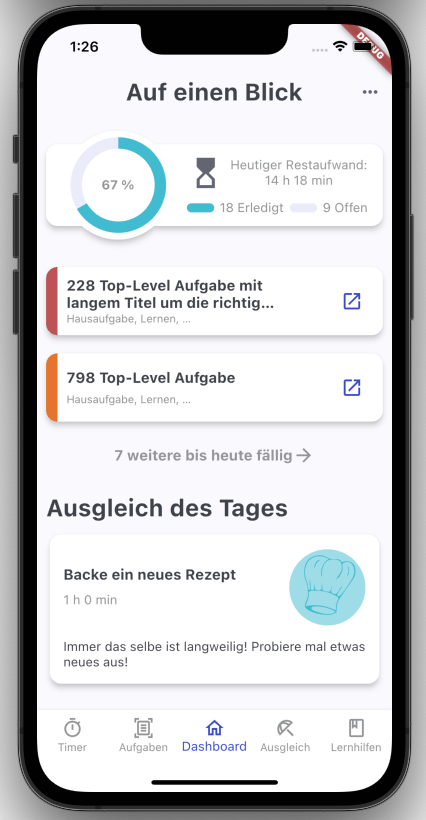 1:26
DEBUG
Auf einen Blick
67 %
Heutiger Restaufwand:
14 h 18 min
18 Erledigt 9 Offen
228 Top-Level Aufgabe mit
langem Titel um die richtig...
Hausaufgabe, Lernen, ...
798 Top-Level Aufgabe
Hausaufgabe, Lernen, ...
7 weitere bis heute fällig
Ausgleich des Tages
Backe ein neues Rezept
1 h 0 min
Immer das selbe ist langweilig! Probiere mal etwas
neues aus!
Timer Aufgaben Dashboard Ausgleich Lernhilfen